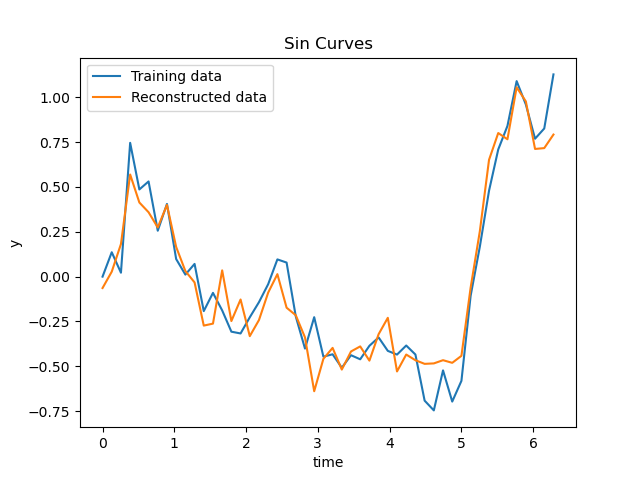 Sin Curves
Training data
Reconstructed data
1.00
0.75
0.50
0.25
0.00
−0.25
−0.50
−0.75
y
0 1 2 3 4 5 6
time